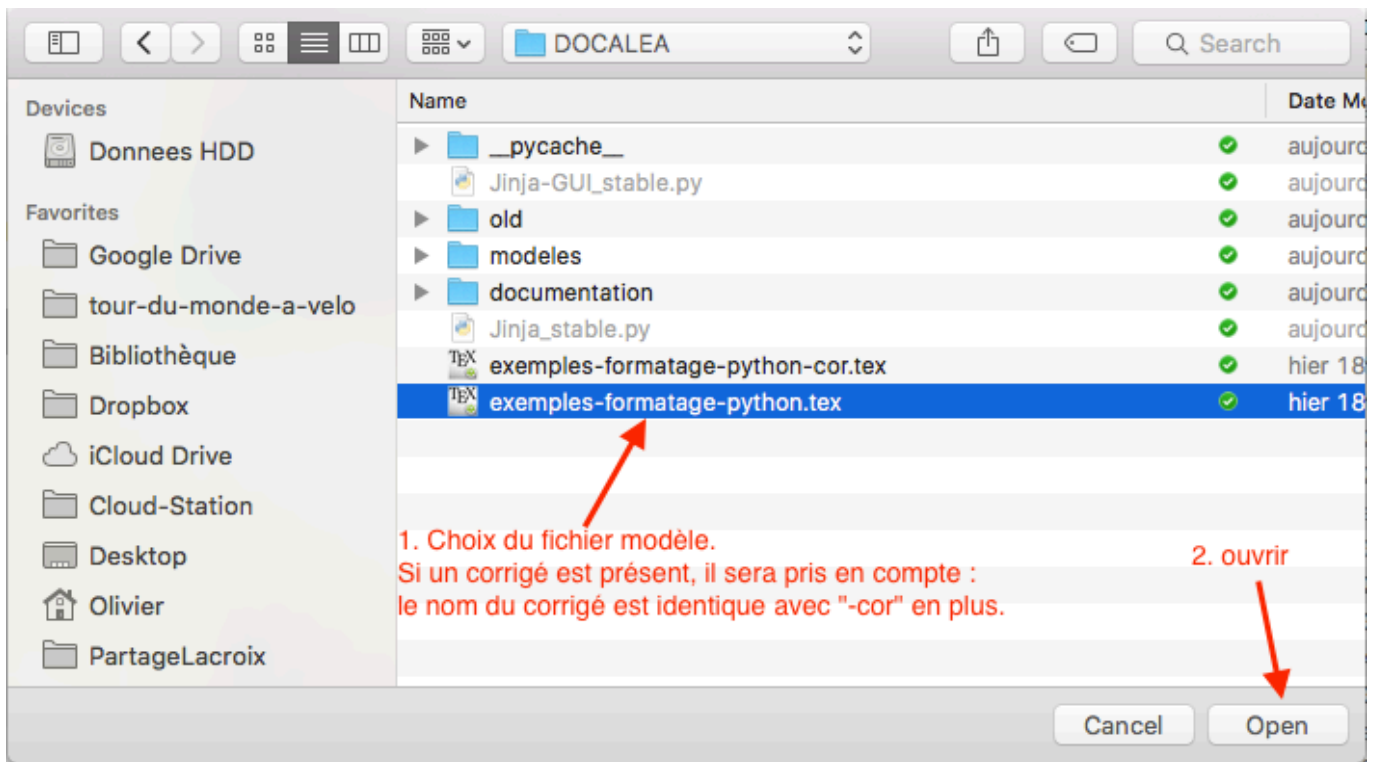 DOCALEA
Search
Devices
Donnees HDD
Favorites
Google Drive
tour-du-monde-a-velo
Bibliothèque
Dropbox
iCloud Drive
Cloud-Station
Desktop
Olivier
PartageLacroix
Name Date Mo
__pycache__ aujourd
Jinja-GUI_stable.py aujourd
old aujourd
modeles aujourd
documentation aujourd
Jinja_stable.py aujourd
TEX exemples-formatage-python-cor.tex hier 18
TEX exemples-formatage-python.tex hier 18
1. Choix du fichier modèle.
Si un corrigé est présent, il sera pris en compte :
le nom du corrigé est identique avec "-cor" en plus.
2. ouvrir
Cancel Open